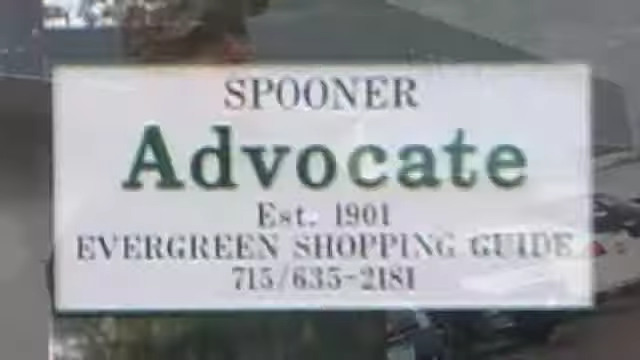 SPOONER
Advocate
Est. 1901
EVERGREEN SHOPPING GUIDE
715/635-2181